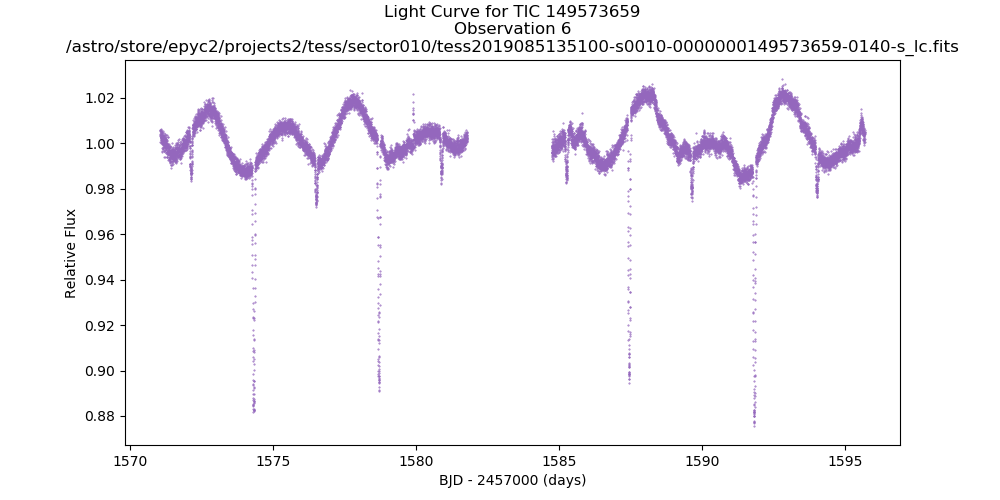 Light Curve for TIC 149573659
Observation 6
/astro/store/epyc2/projects2/tess/sector010/tess2019085135100-s0010-0000000149573659-0140-s_lc.fits
1.02
1.00
0.98
0.96
0.94
0.92
0.90
0.88
Relative Flux
1570
1575
1580
1585
1590
1595
BJD - 2457000 (days)